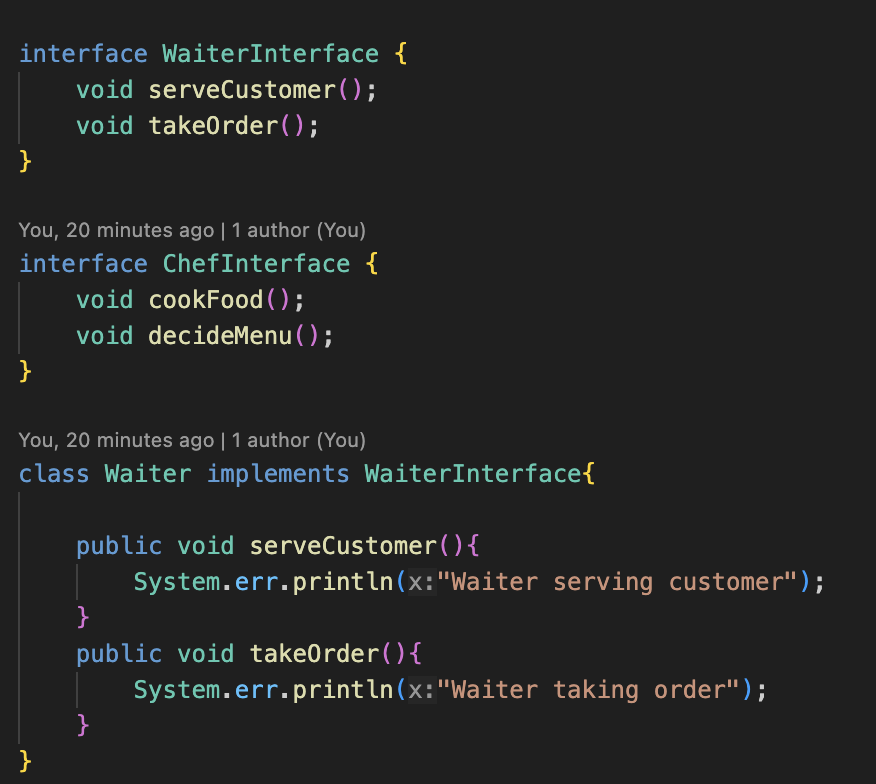 interface WaiterInterface {
    void serveCustomer();
    void takeOrder();
}
You, 20 minutes ago | 1 author (You)
interface ChefInterface {
    void cookFood();
    void decideMenu();
}
You, 20 minutes ago | 1 author (You)
class Waiter implements WaiterInterface{
    public void serveCustomer(){
        System.err.println(x:"Waiter serving customer");
    }
    public void takeOrder(){
        System.err.println(x:"Waiter taking order");
    }
}